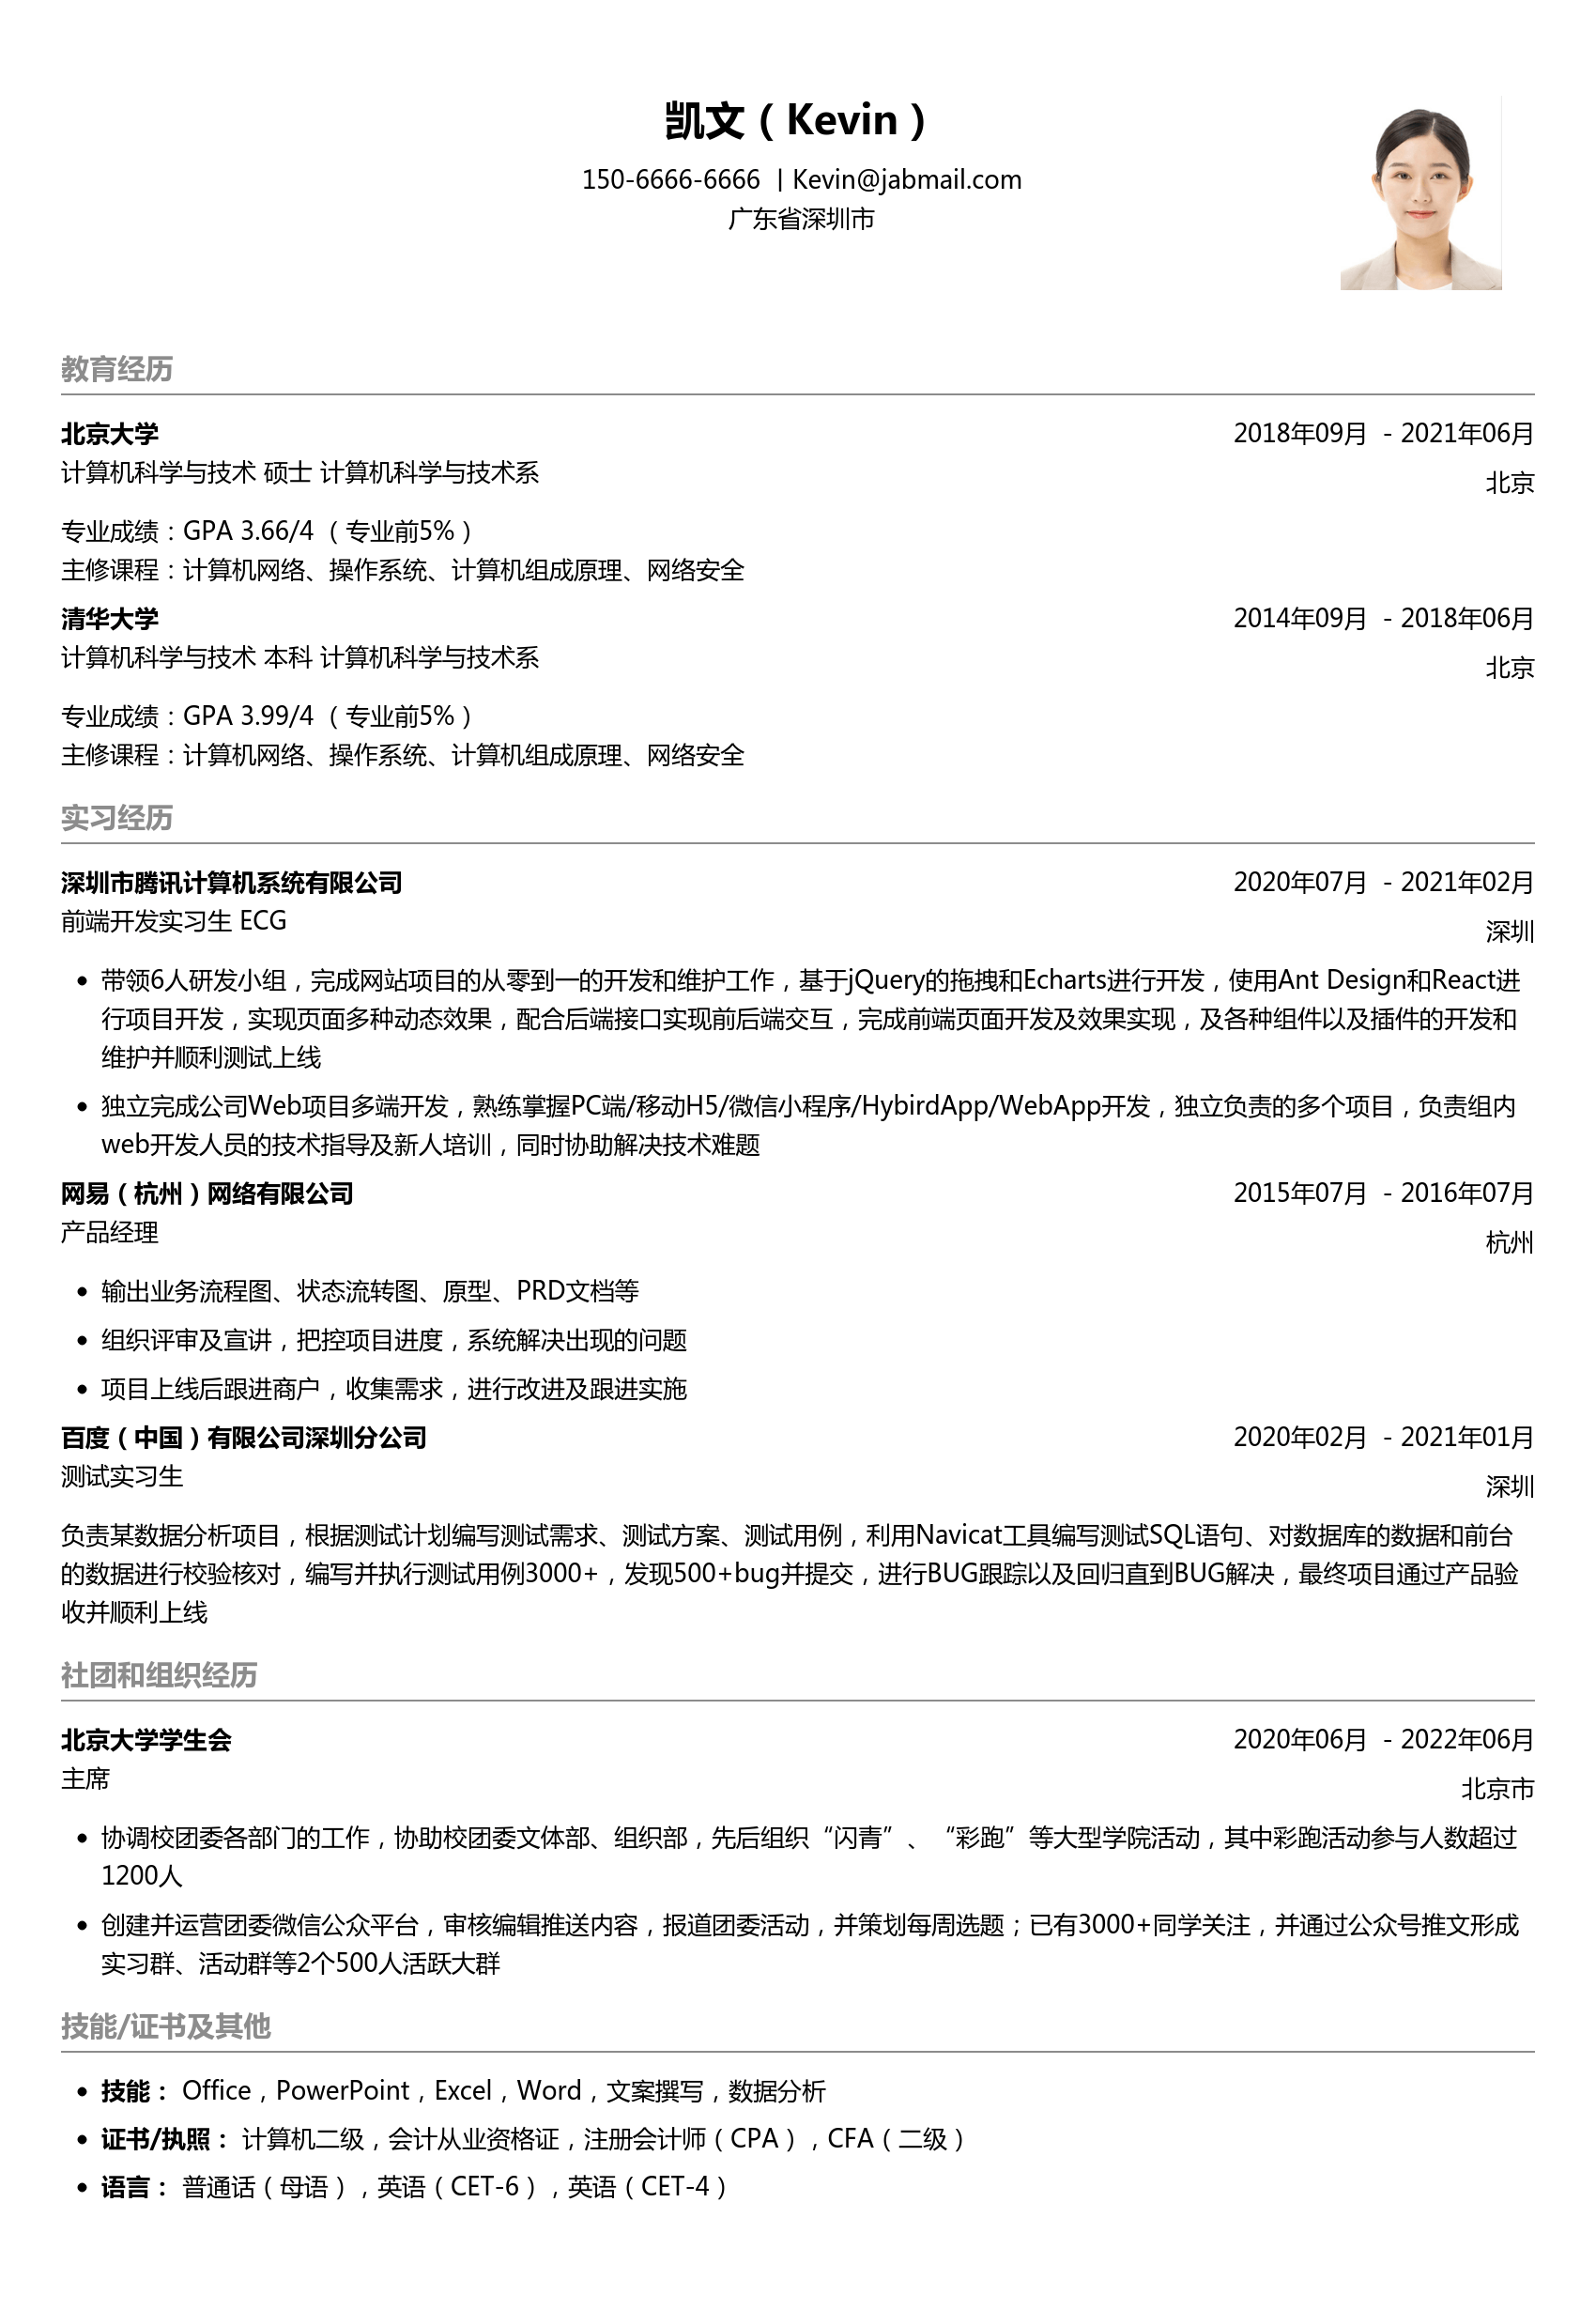 凯文（Kevin）
150-6666-6666 | Kevin@jabmail.com
广东省深圳市
教育经历
北京大学 2018年09月 - 2021年06月
计算机科学与技术 硕士 计算机科学与技术系 北京
专业成绩：GPA 3.66/4（专业前5%）
主修课程：计算机网络、操作系统、计算机组成原理、网络安全
清华大学 2014年09月 - 2018年06月
计算机科学与技术 本科 计算机科学与技术系 北京
专业成绩：GPA 3.99/4（专业前5%）
主修课程：计算机网络、操作系统、计算机组成原理、网络安全
实习经历
深圳市腾讯计算机系统有限公司 2020年07月 - 2021年02月
前端开发实习生 ECG 深圳
• 带领6人研发小组，完成网站项目的从零到一的开发和维护工作，基于jQuery的拖拽和Echarts进行开发，使用Ant Design和React进
行项目开发，实现页面多种动态效果，配合后端接口实现前后端交互，完成前端页面开发及效果实现，及各种组件以及插件的开发和
维护并顺利测试上线
• 独立完成公司Web项目多端开发，熟练掌握PC端/移动H5/微信小程序/HybirdApp/WebApp开发，独立负责的多个项目，负责组内
web开发人员的技术指导及新人培训，同时协助解决技术难题
网易（杭州）网络有限公司 2015年07月 - 2016年07月
产品经理 杭州
• 输出业务流程图、状态流转图、原型、PRD文档等
• 组织评审及宣讲，把控项目进度，系统解决出现的问题
• 项目上线后跟进商户，收集需求，进行改进及跟进实施
百度（中国）有限公司深圳分公司 2020年02月 - 2021年01月
测试实习生 深圳
负责某数据分析项目，根据测试计划编写测试需求、测试方案、测试用例，利用Navicat工具编写测试SQL语句、对数据库的数据和前台
的数据进行校验核对，编写并执行测试用例3000+，发现500+bug并提交，进行BUG跟踪以及回归直到BUG解决，最终项目通过产品验
收并顺利上线
社团和组织经历
北京大学学生会 2020年06月 - 2022年06月
主席 北京市
• 协调校团委各部门的工作，协助校团委文体部、组织部，先后组织“闪青”、“彩跑”等大型学院活动，其中彩跑活动参与人数超过
1200人
• 创建并运营团委微信公众平台，审核编辑推送内容，报道团委活动，并策划每周选题；已有3000+同学关注，并通过公众号推文形成
实习群、活动群等2个500人活跃大群
技能/证书及其他
• 技能： Office，PowerPoint，Excel，Word，文案撰写，数据分析
• 证书/执照： 计算机二级，会计从业资格证，注册会计师（CPA），CFA（二级）
• 语言： 普通话（母语），英语（CET-6），英语（CET-4）